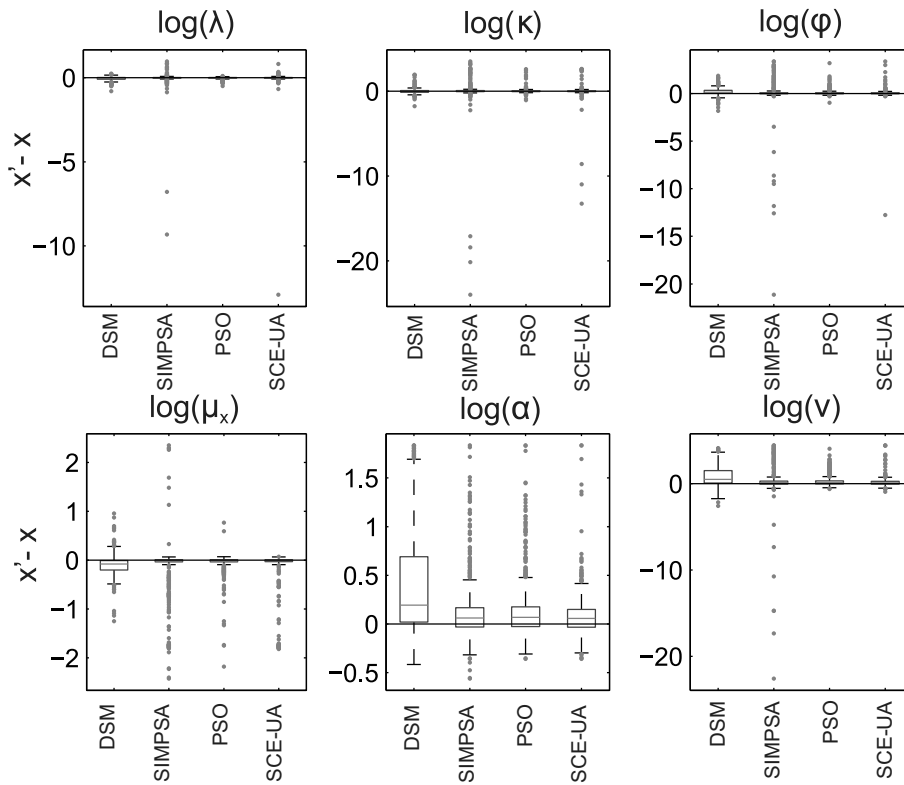 log(λ)
log(κ)
log(φ)
x'- x
0
−5
−10
0
−10
−20
0
−5
−10
−15
−20
DSM
SIMPSA
PSO
SCE-UA
DSM
SIMPSA
PSO
SCE-UA
DSM
SIMPSA
PSO
SCE-UA
log(μx)
log(α)
log(ν)
x'- x
2
1
0
−1
−2
1.5
1
0.5
0
−0.5
0
−10
−20
DSM
SIMPSA
PSO
SCE-UA
DSM
SIMPSA
PSO
SCE-UA
DSM
SIMPSA
PSO
SCE-UA